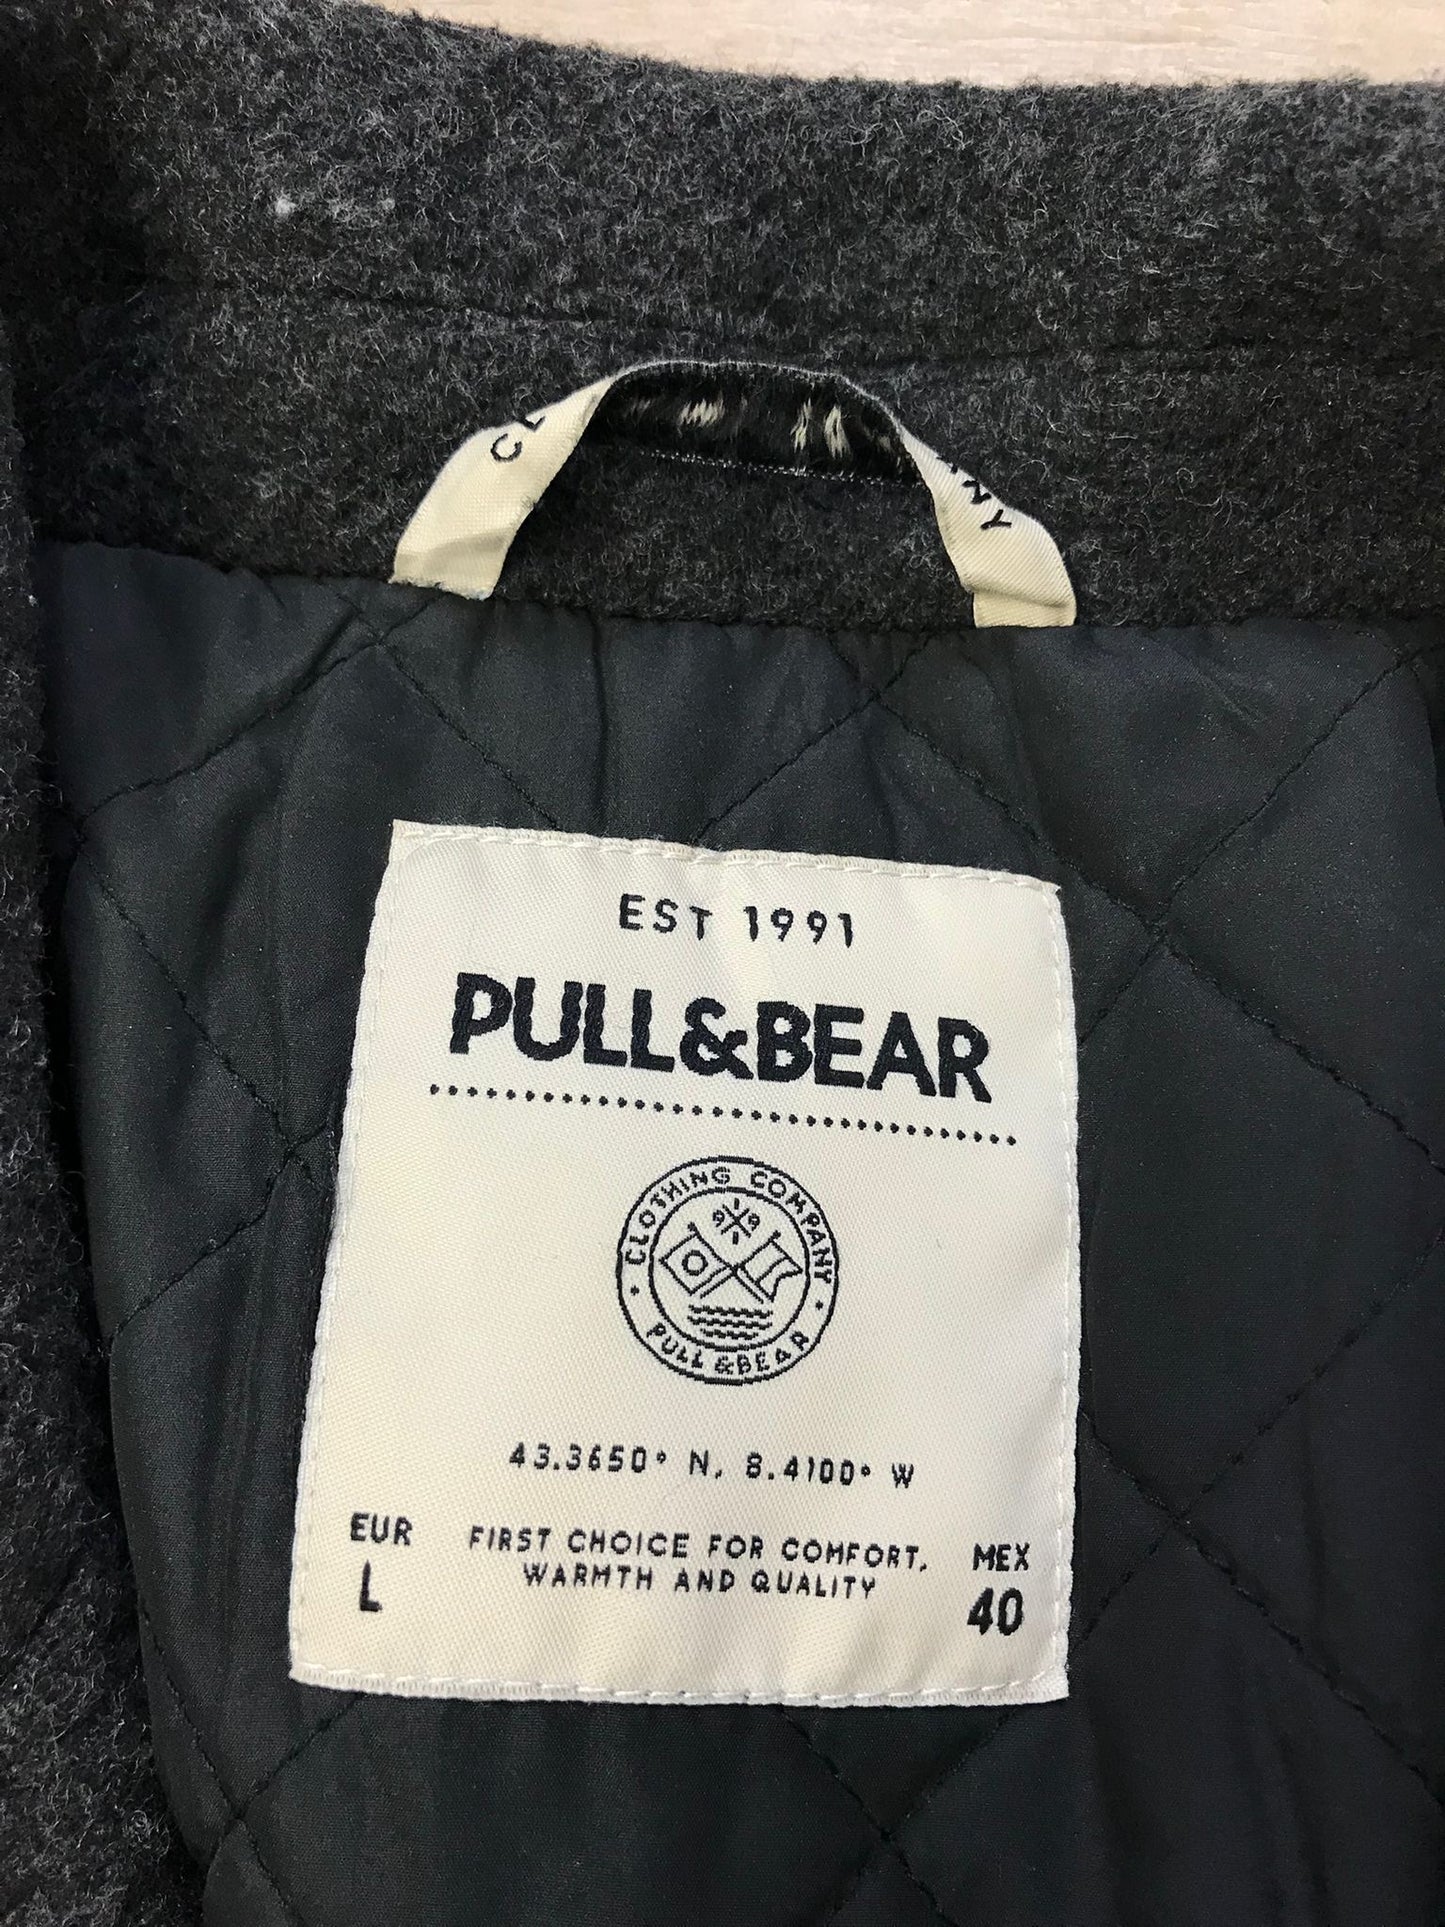 EST 1991
PULL&BEAR
CLOTHING COMPANY
1991
PULL &BEAR
43.3650° N, 8.4100° W
EUR
L
FIRST CHOICE FOR COMFORT,
WARMTH AND QUALITY
MEX
40